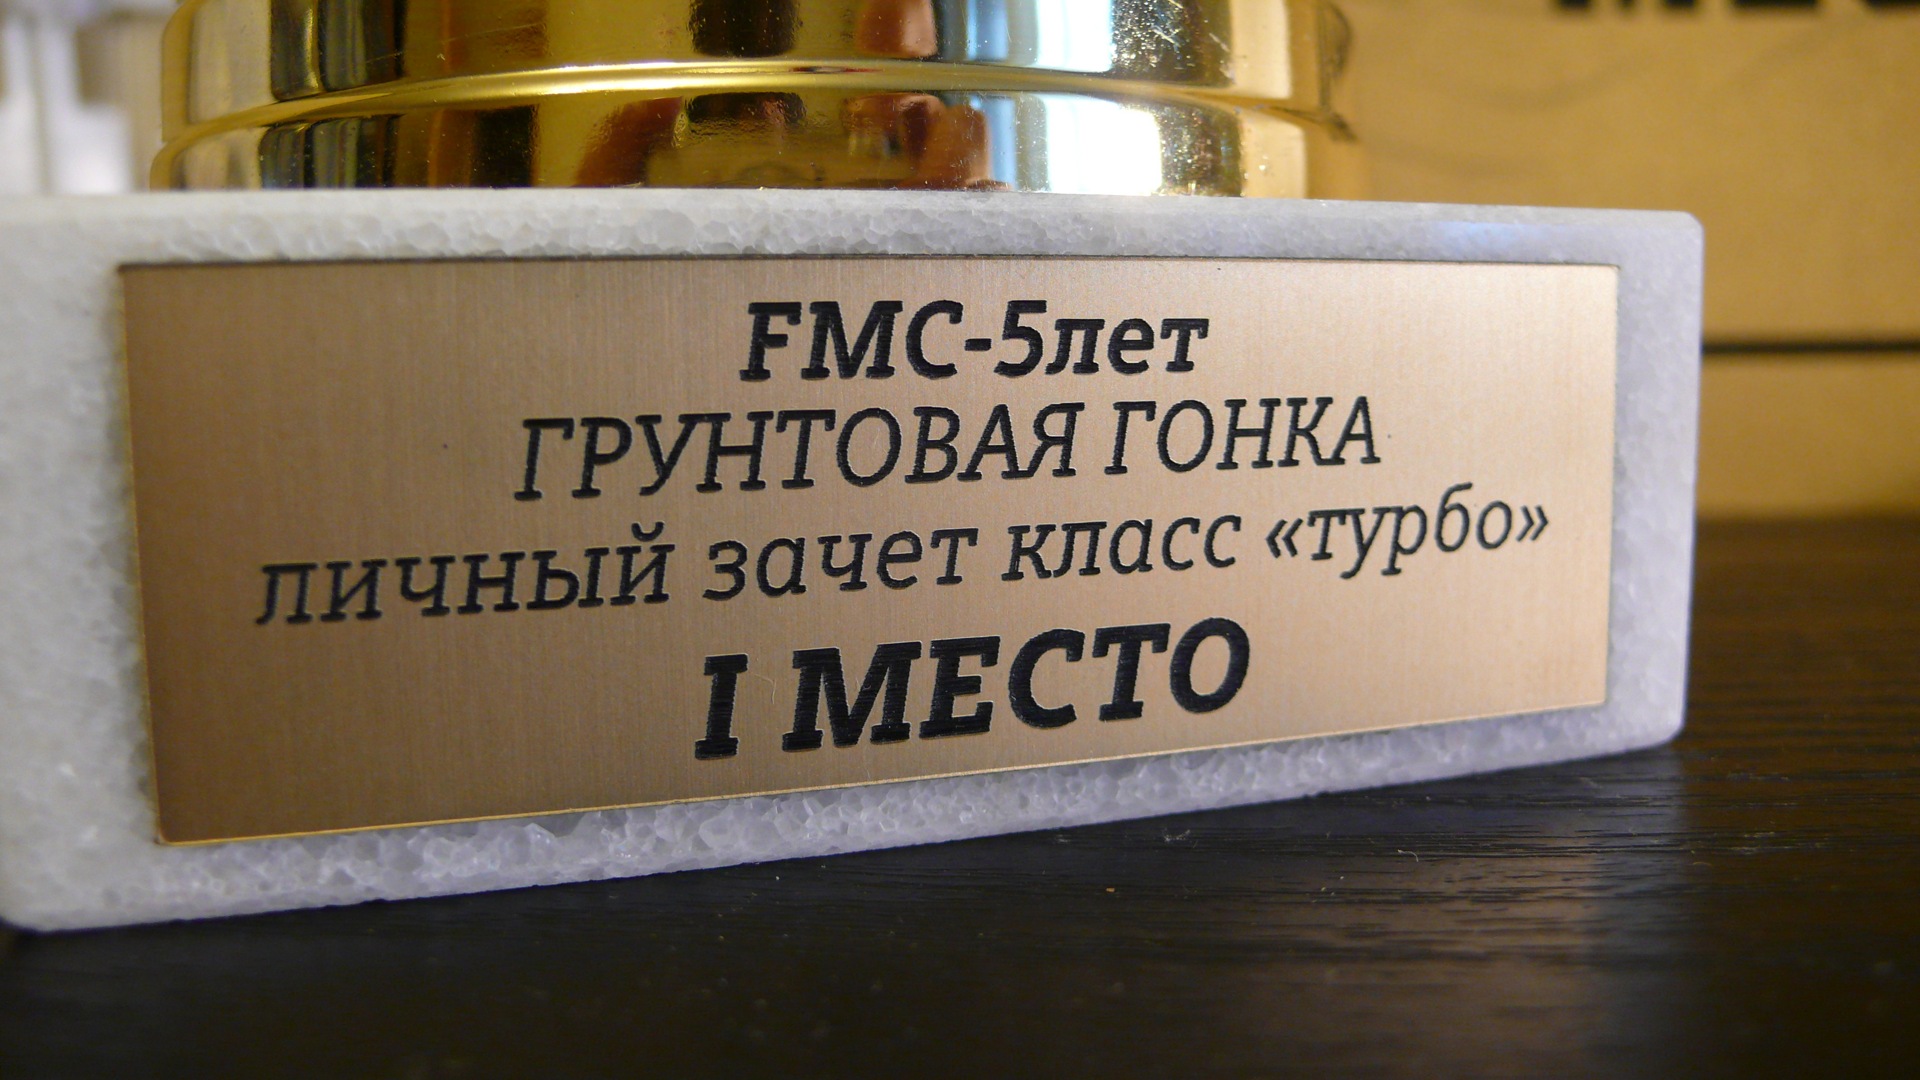 FMC-5лет
ГРУНТОВАЯ ГОНКА
личный зачет класс «турбо»
I МЕСТО